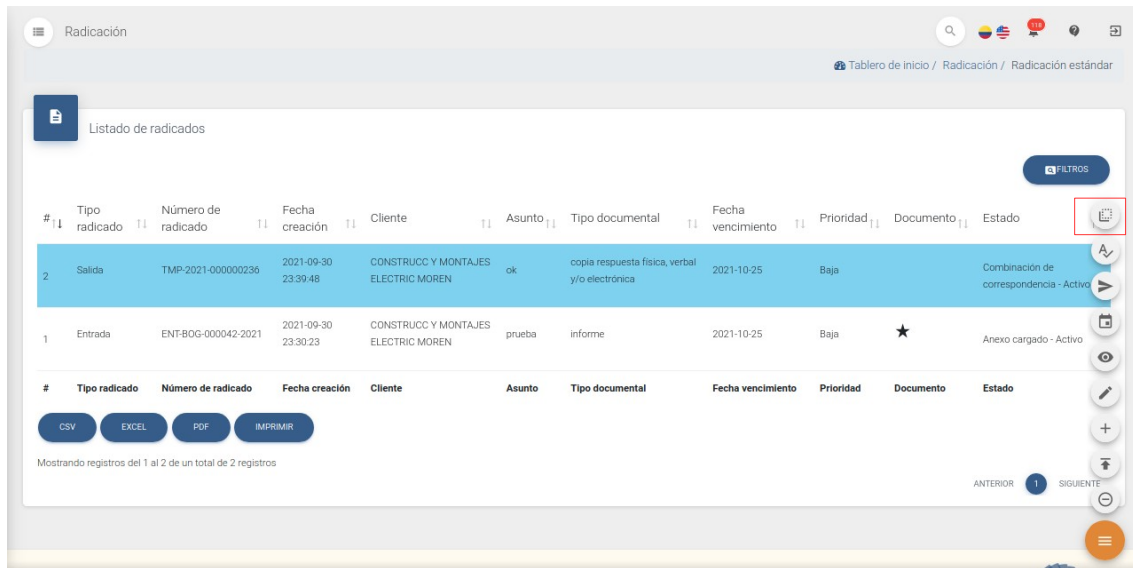 Radicación
118
Tablero de inicio / Radicación / Radicación estándar
Listado de radicados
FILTROS
# Tipo radicado Número de radicado Fecha creación Cliente Asunto Tipo documental Fecha vencimiento Prioridad Documento Estado
2 Salida TMP-2021-000000236 2021-09-30 23:39:48 CONSTRUCC Y MONTAJES ELECTRIC MOREN ok copia respuesta física, verbal y/o electrónica 2021-10-25 Baja Combinación de correspondencia - Activo
1 Entrada ENT-BOG-000042-2021 2021-09-30 23:30:23 CONSTRUCC Y MONTAJES ELECTRIC MOREN prueba informe 2021-10-25 Baja Anexo cargado - Activo
# Tipo radicado Número de radicado Fecha creación Cliente Asunto Tipo documental Fecha vencimiento Prioridad Documento Estado
CSV EXCEL PDF IMPRIMIR
Mostrando registros del 1 al 2 de un total de 2 registros
ANTERIOR 1 SIGUIENTE